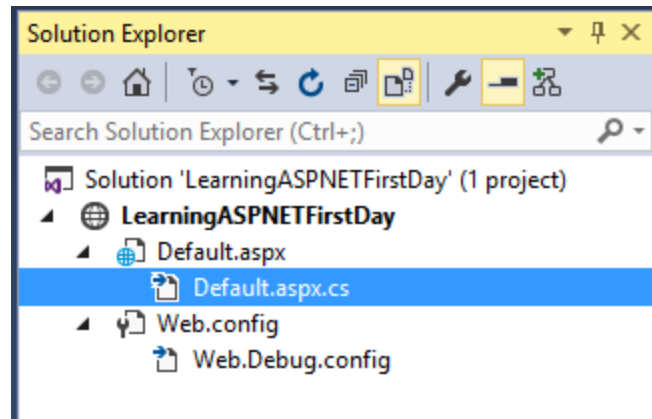 Solution Explorer
Search Solution Explorer (Ctrl+;)
Solution 'LearningASPNETFirstDay' (1 project)
LearningASPNETFirstDay
Default.aspx
Default.aspx.cs
Web.config
Web.Debug.config